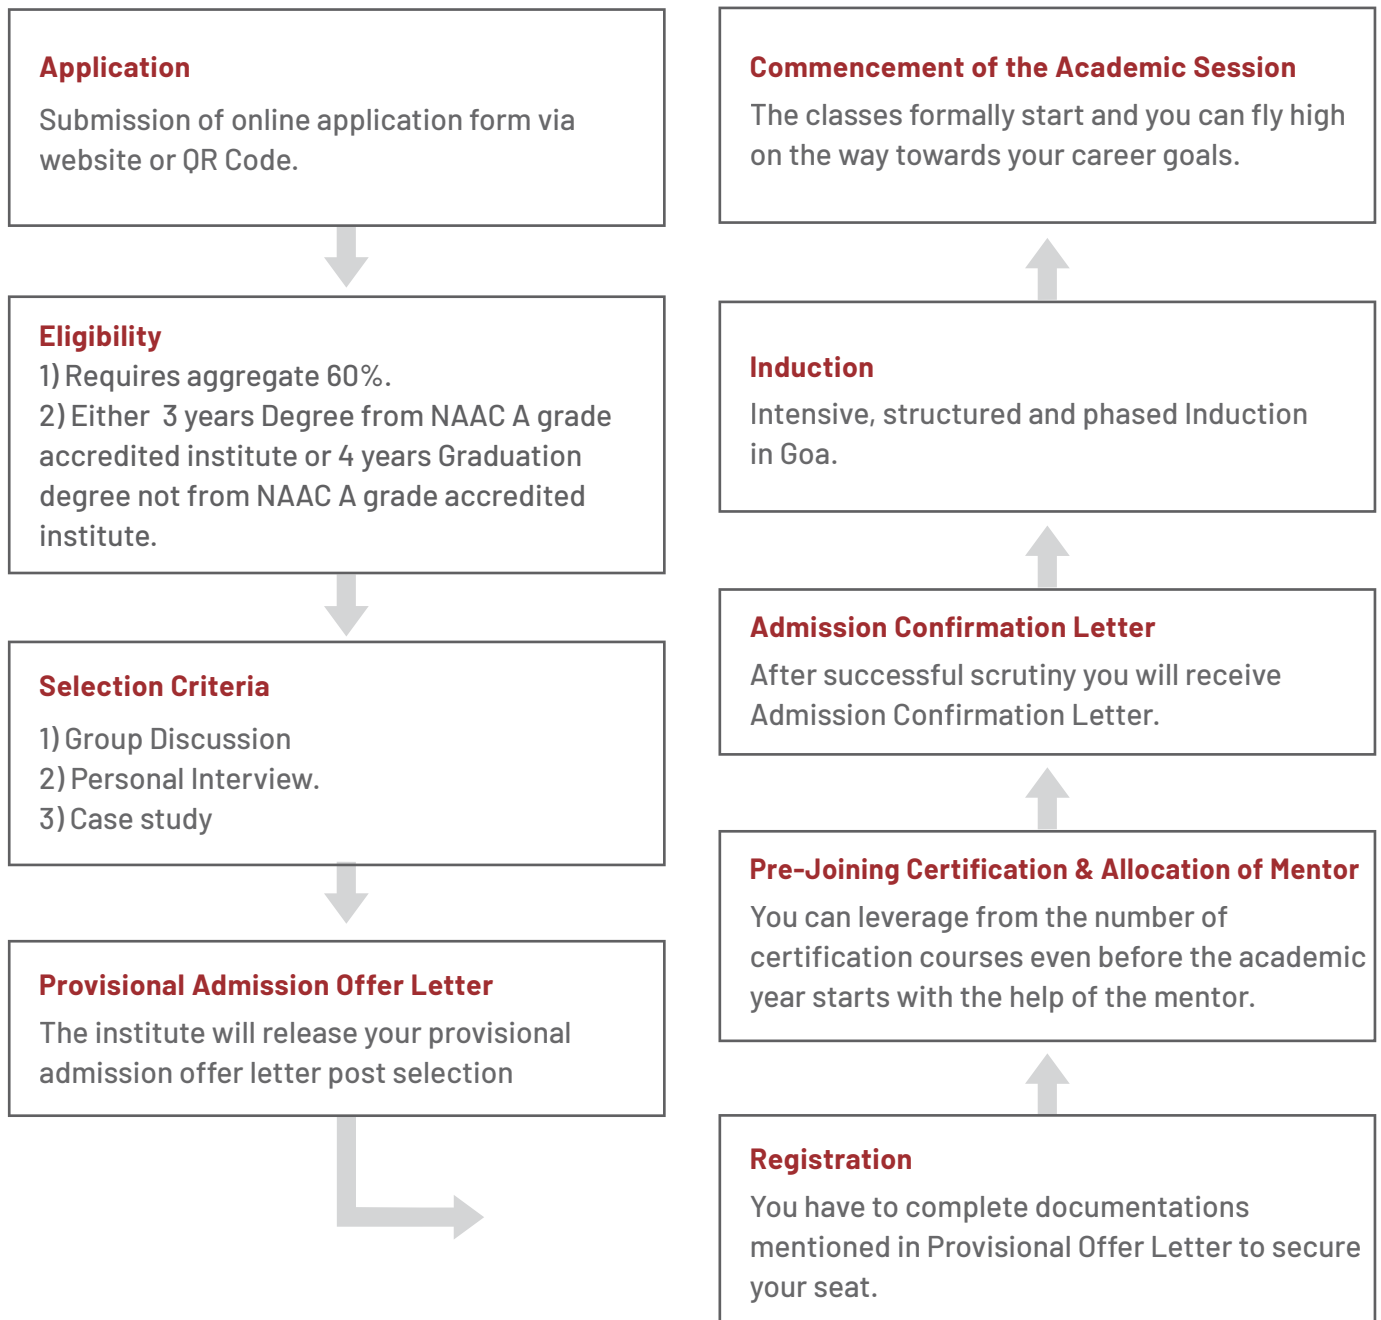 Application
Submission of online application form via
website or QR Code.
Eligibility
1) Requires aggregate 60%.
2) Either  3 years Degree from NAAC A grade
accredited institute or 4 years Graduation
degree not from NAAC A grade accredited
institute.
Selection Criteria
1) Group Discussion
2) Personal Interview.
3) Case study
Provisional Admission Offer Letter
The institute will release your provisional
admission offer letter post selection
Registration
You have to complete documentations
mentioned in Provisional Offer Letter to secure
your seat.
Pre-Joining Certification & Allocation of Mentor
You can leverage from the number of
certification courses even before the academic
year starts with the help of the mentor.
Admission Confirmation Letter
After successful scrutiny you will receive
Admission Confirmation Letter.
Induction
Intensive, structured and phased Induction
in Goa.
Commencement of the Academic Session
The classes formally start and you can fly high
on the way towards your career goals.